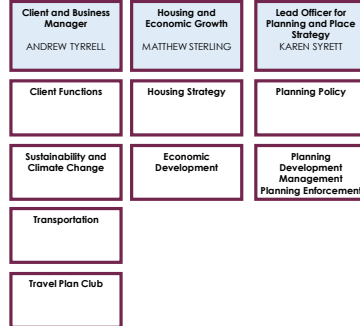 Client and Business
Manager
ANDREW TYRRELL
Housing and
Economic Growth
MATTHEW STERLING
Lead Officer for
Planning and Place
Strategy
KAREN SYRETT
Client Functions
Housing Strategy
Planning Policy
Sustainability and
Climate Change
Economic
Development
Planning
Development
Management
Planning Enforcement
Transportation
Travel Plan Club